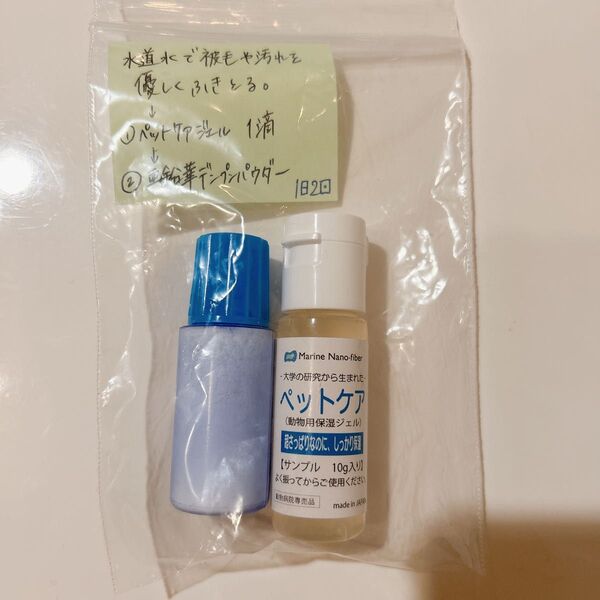 水道水で被毛や汚れを
優しくふきとる。
↓
①ペットケアジェル 1滴
↓
②亜鉛華デンプンパウダー
1日2回
Marine Nano-fiber
- 大学の研究から生まれた -
ペットケア
(動物用保湿ジェル)
超さっぱりなのに、しっかり保湿
【サンプル 10g入り】
よく振ってからご使用ください。
動物病院専売品
made in JAPAN